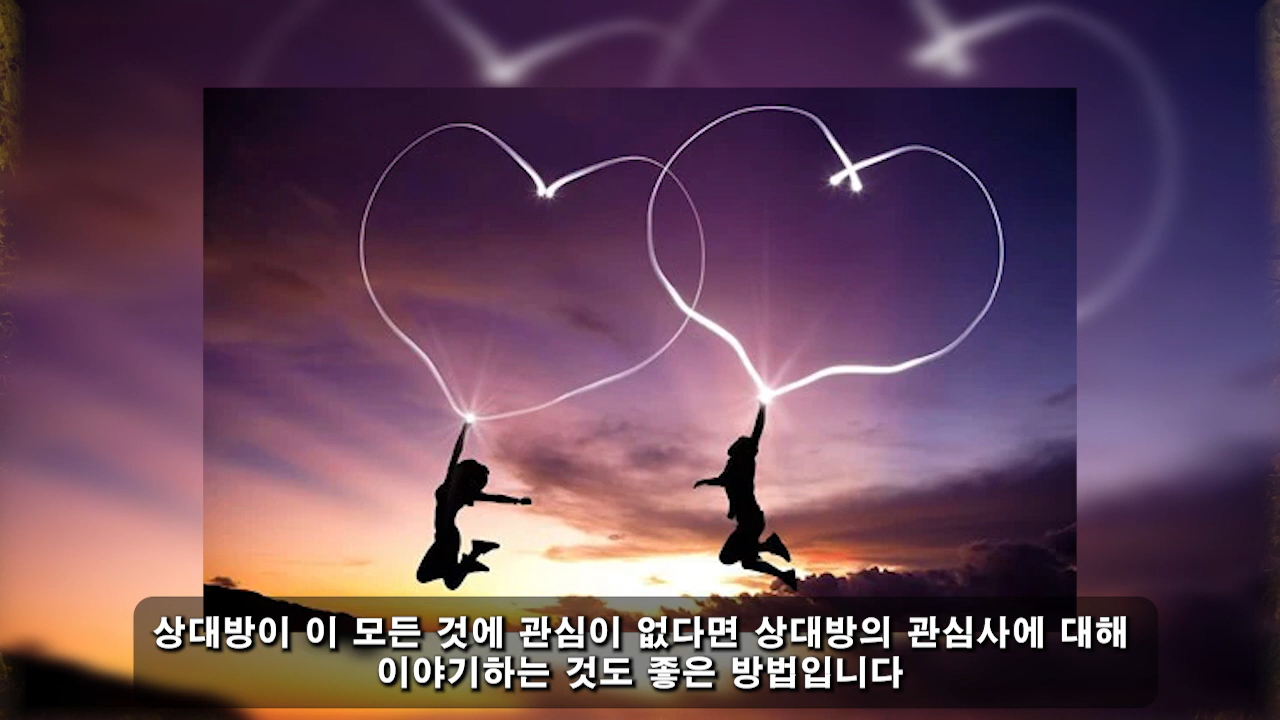 상대방이 이 모든 것에 관심이 없다면 상대방의 관심사에 대해
이야기하는 것도 좋은 방법입니다